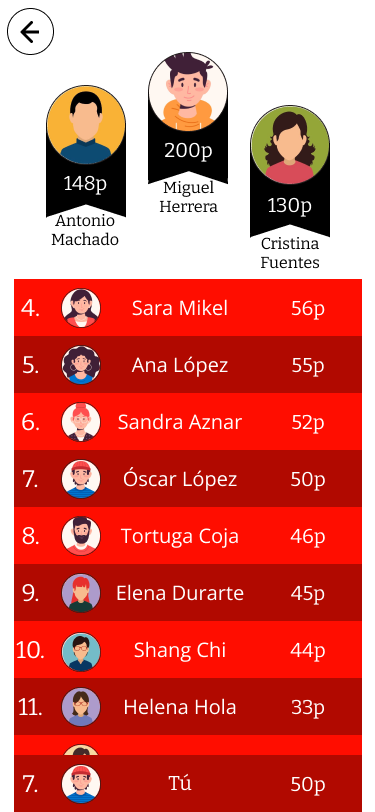 200p
Miguel
Herrera
148p
Antonio
Machado
130p
Cristina
Fuentes
4. Sara Mikel 56p
5. Ana López 55p
6. Sandra Aznar 52p
7. Óscar López 50p
8. Tortuga Coja 46p
9. Elena Durarte 45p
10. Shang Chi 44p
11. Helena Hola 33p
7. Tú 50p